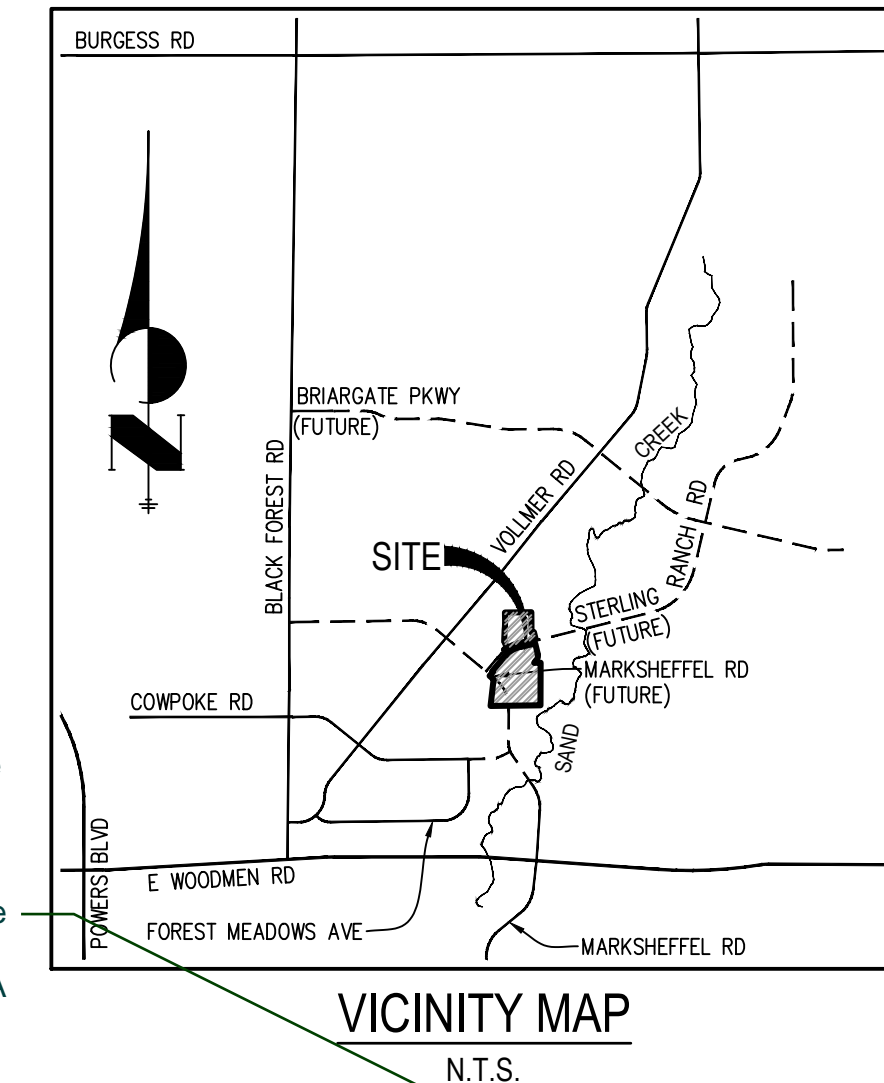 BURGESS RD
BRIARGATE PKWY
(FUTURE)
BLACK FOREST RD
VOLLMER RD
CREEK
RANCH RD
SITE
STERLING
(FUTURE)
MARKSHEFFEL RD
(FUTURE)
COWPOKE RD
SAND
POWERS BLVD
E WOODMEN RD
FOREST MEADOWS AVE
MARKSHEFFEL RD
N
e
e
A
VICINITY MAP
N.T.S.